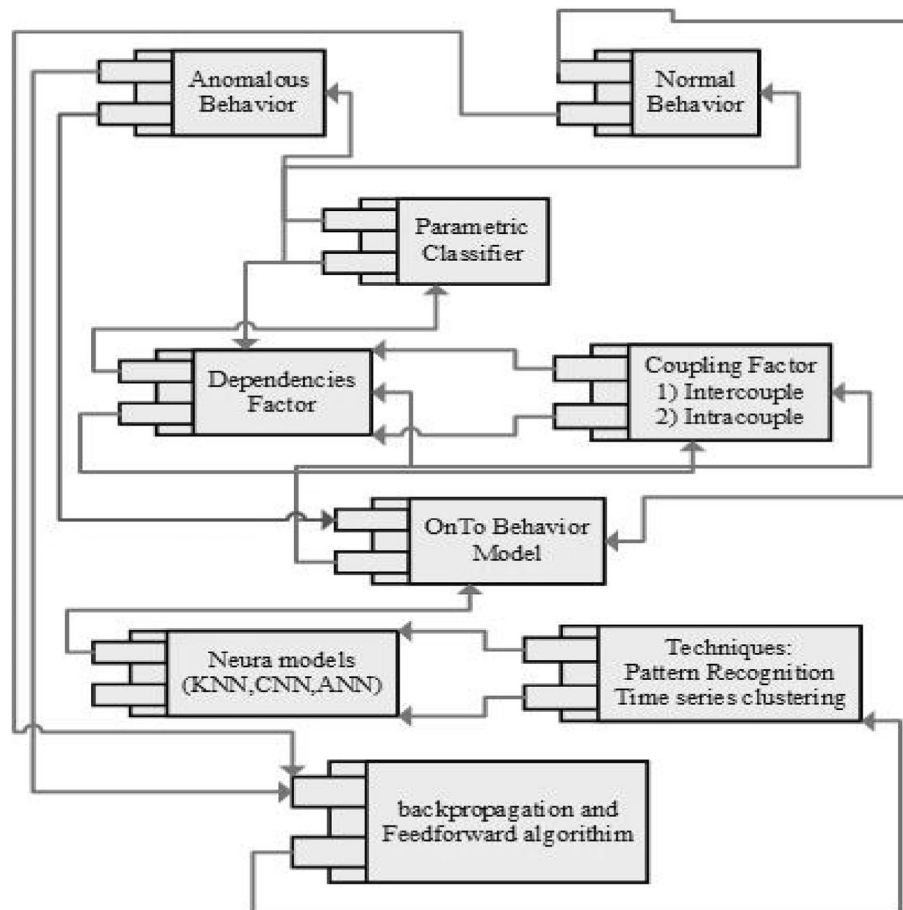 Anomalous
Behavior
Normal
Behavior
Parametric
Classifier
Dependencies
Factor
Coupling Factor
1) Intercouple
2) Intracouple
OnTo Behavior
Model
Neura models
(KNN,CNN,ANN)
Techniques:
Pattern Recognition
Time series clustering
backpropagation and
Feedforward algorithim